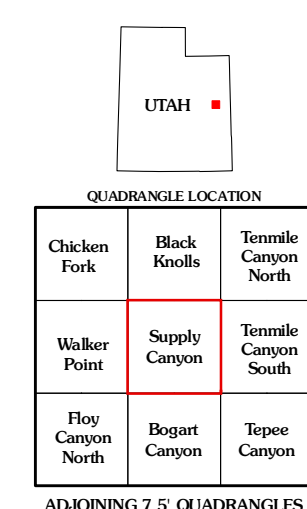 UTAH
QUADRANGLE LOCATION
Chicken
Fork
Black
Knolls
Tenmile
Canyon
North
Walker
Point
Supply
Canyon
Tenmile
Canyon
South
Floy
Canyon
North
Bogart
Canyon
Tepee
Canyon
ADJOINING 7.5' QUADRANGLES